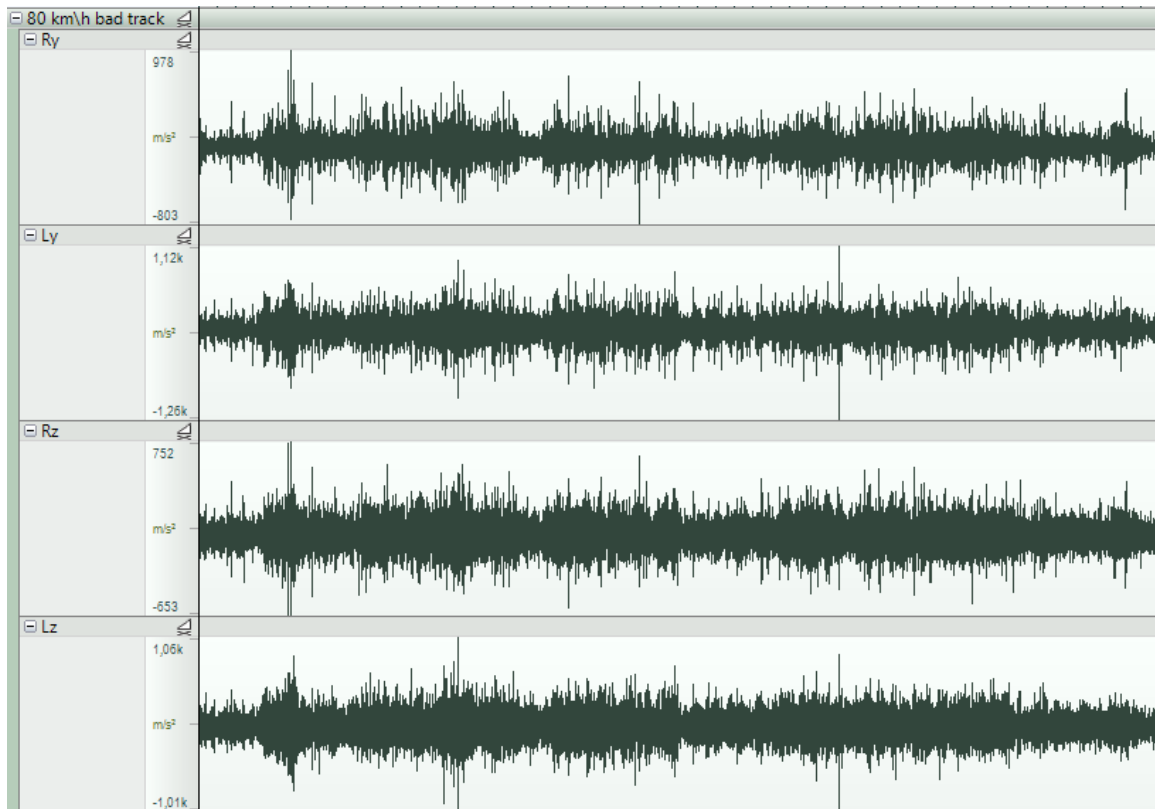 80 km\h bad track
Ry
978
m/s²
-803
Ly
1,12k
m/s²
-1,26k
Rz
752
m/s²
-653
Lz
1,06k
m/s²
-1,01k